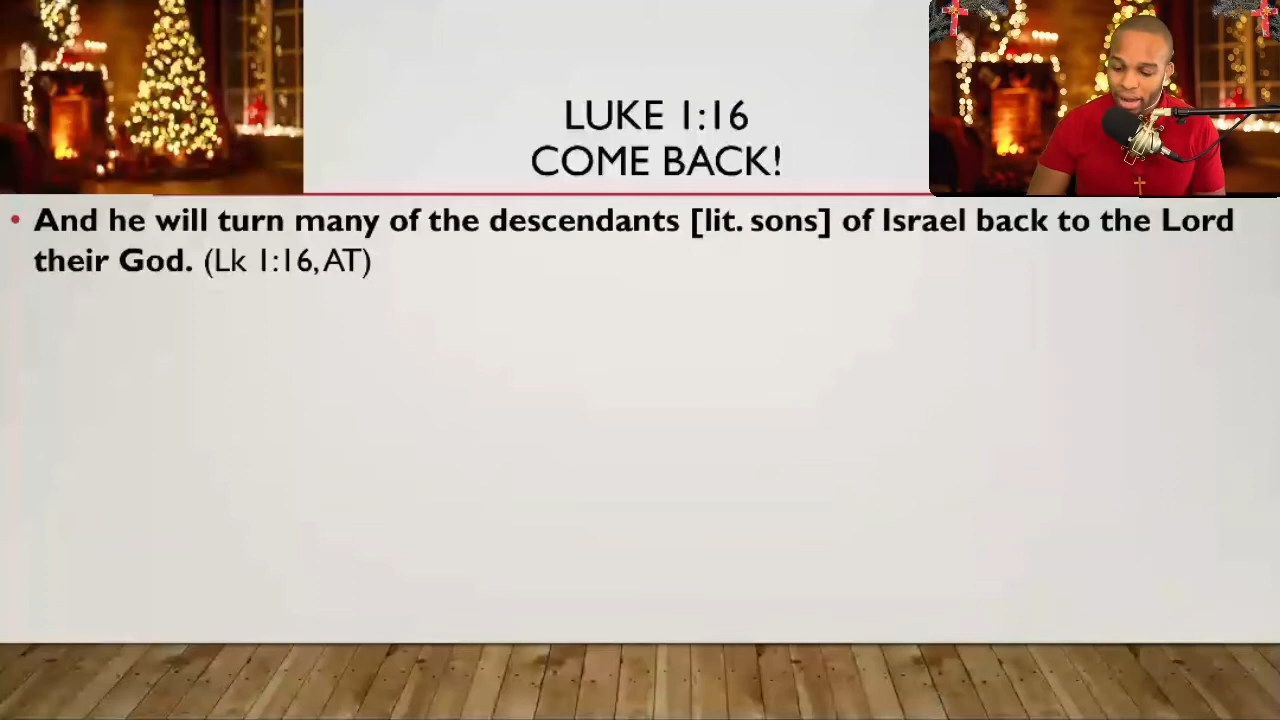 LUKE 1:16
COME BACK!
• And he will turn many of the descendants [lit. sons] of Israel back to the Lord
their God. (Lk 1:16, AT)